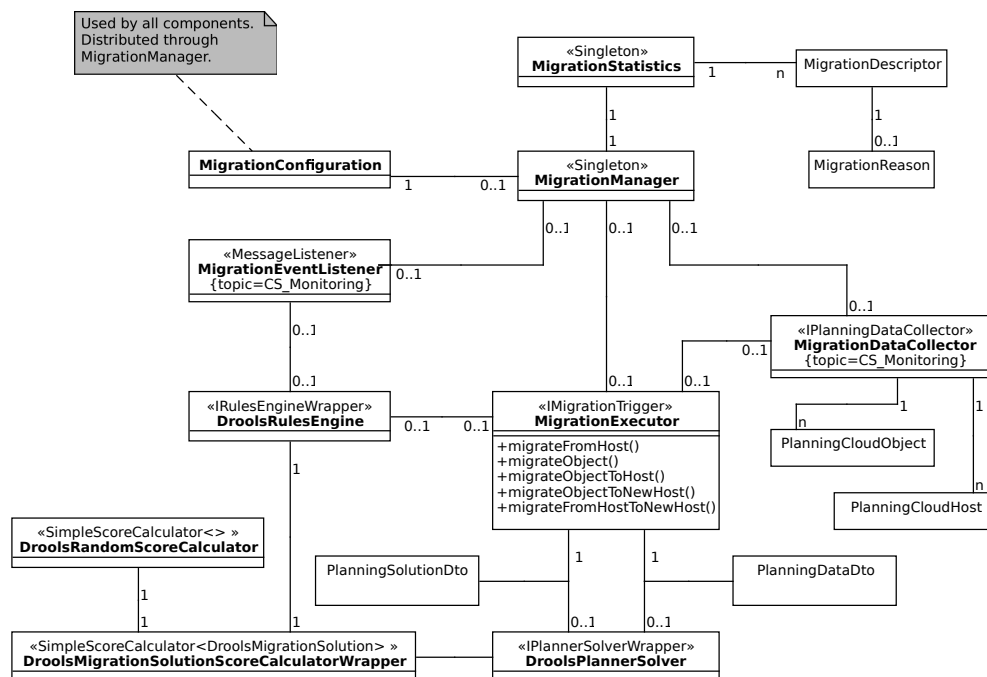 Used by all components.
Distributed through
MigrationManager.
«Singleton»
MigrationStatistics
1
n
MigrationDescriptor
1
1
1
0..1
MigrationReason
MigrationConfiguration
1
0..1
«Singleton»
MigrationManager
0..1
0..1
0..1
«MessageListener»
MigrationEventListener
{topic=CS_Monitoring}
0..1
0..1
«IPlanningDataCollector»
MigrationDataCollector
{topic=CS_Monitoring}
0..1
0..1
0..1
0..1
0..1
0..1
«IRulesEngineWrapper»
DroolsRulesEngine
0..1
0..1
«IMigrationTrigger»
MigrationExecutor
+migrateFromHost()
+migrateObject()
+migrateObjectToHost()
+migrateObjectToNewHost()
+migrateFromHostToNewHost()
1
1
n
PlanningCloudObject
n
PlanningCloudHost
1
«SimpleScoreCalculator<> »
DroolsRandomScoreCalculator
1
1
PlanningSolutionDto
PlanningDataDto
1
1
1
0..1
0..1
«SimpleScoreCalculator<DroolsMigrationSolution> »
DroolsMigrationSolutionScoreCalculatorWrapper
«IPlannerSolverWrapper»
DroolsPlannerSolver